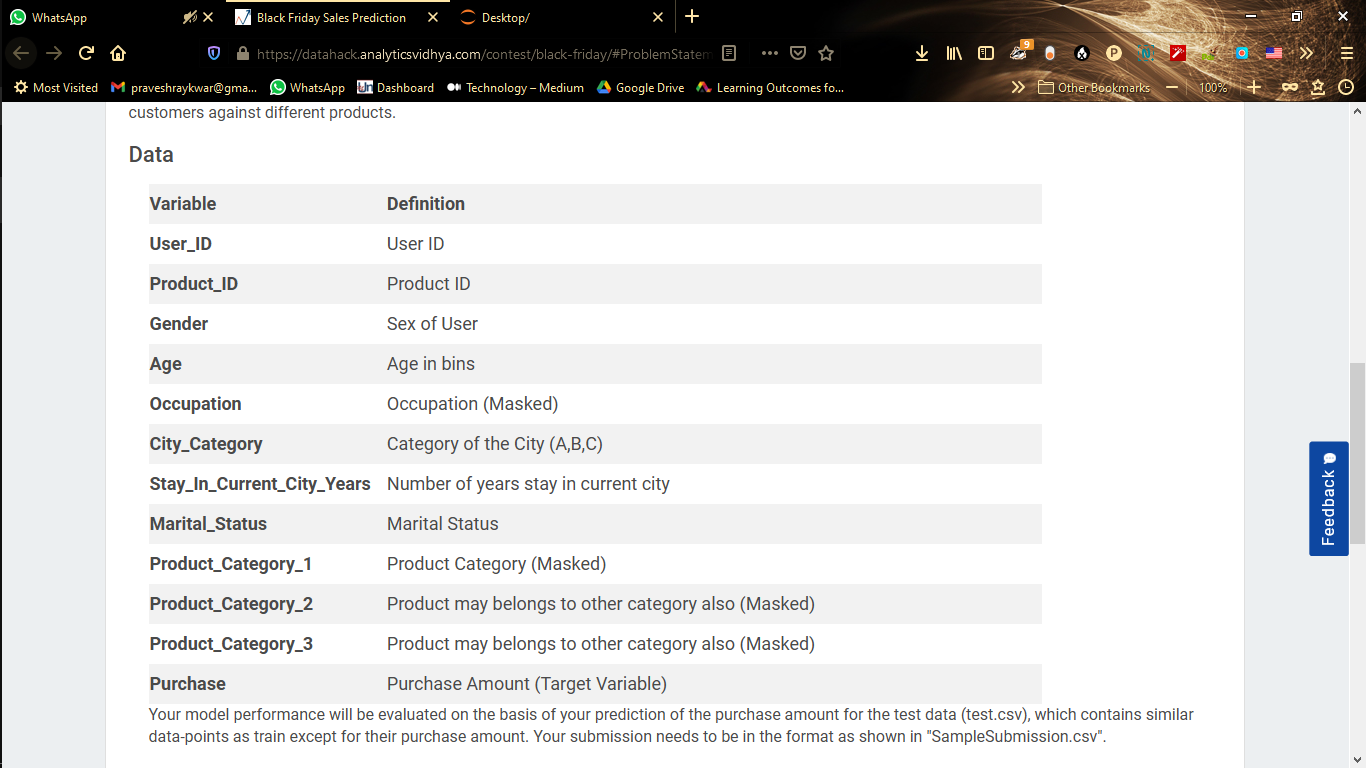 WhatsApp
Black Friday Sales Prediction
Desktop/
https://datahack.analyticsvidhya.com/contest/black-friday/#ProblemStatem
9
P
Most Visited
praveshraykwar@gma...
WhatsApp
Dashboard
Technology – Medium
Google Drive
Learning Outcomes fo...
Other Bookmarks
100%
customers against different products.
Data
Variable Definition
User_ID User ID
Product_ID Product ID
Gender Sex of User
Age Age in bins
Occupation Occupation (Masked)
City_Category Category of the City (A,B,C)
Stay_In_Current_City_Years Number of years stay in current city
Marital_Status Marital Status
Product_Category_1 Product Category (Masked)
Product_Category_2 Product may belongs to other category also (Masked)
Product_Category_3 Product may belongs to other category also (Masked)
Purchase Purchase Amount (Target Variable)
Your model performance will be evaluated on the basis of your prediction of the purchase amount for the test data (test.csv), which contains similar
data-points as train except for their purchase amount. Your submission needs to be in the format as shown in "SampleSubmission.csv".
Feedback